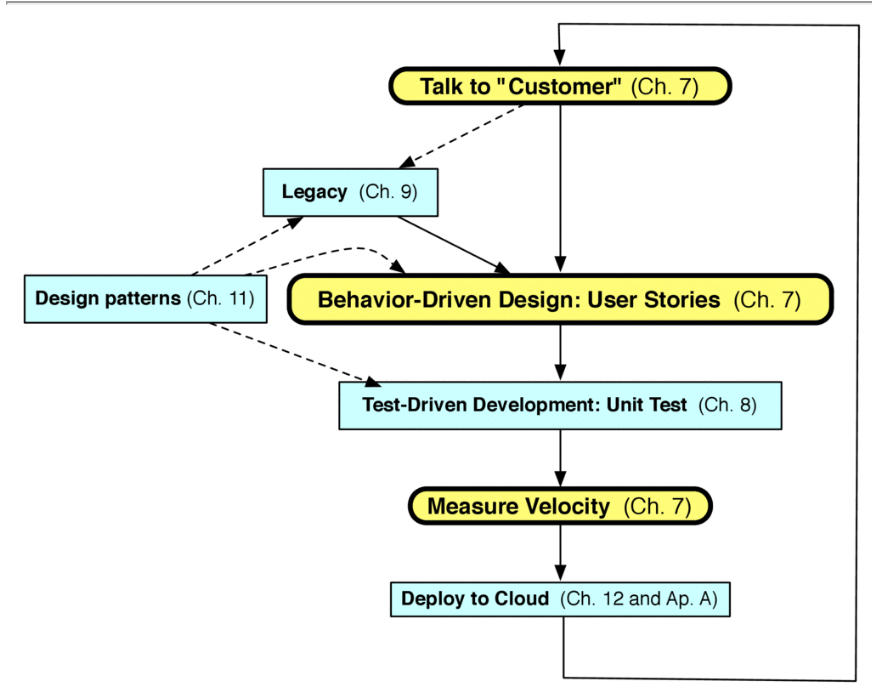 Talk to "Customer" (Ch. 7)
Legacy (Ch. 9)
Design patterns (Ch. 11)
Behavior-Driven Design: User Stories (Ch. 7)
Test-Driven Development: Unit Test (Ch. 8)
Measure Velocity (Ch. 7)
Deploy to Cloud (Ch. 12 and Ap. A)